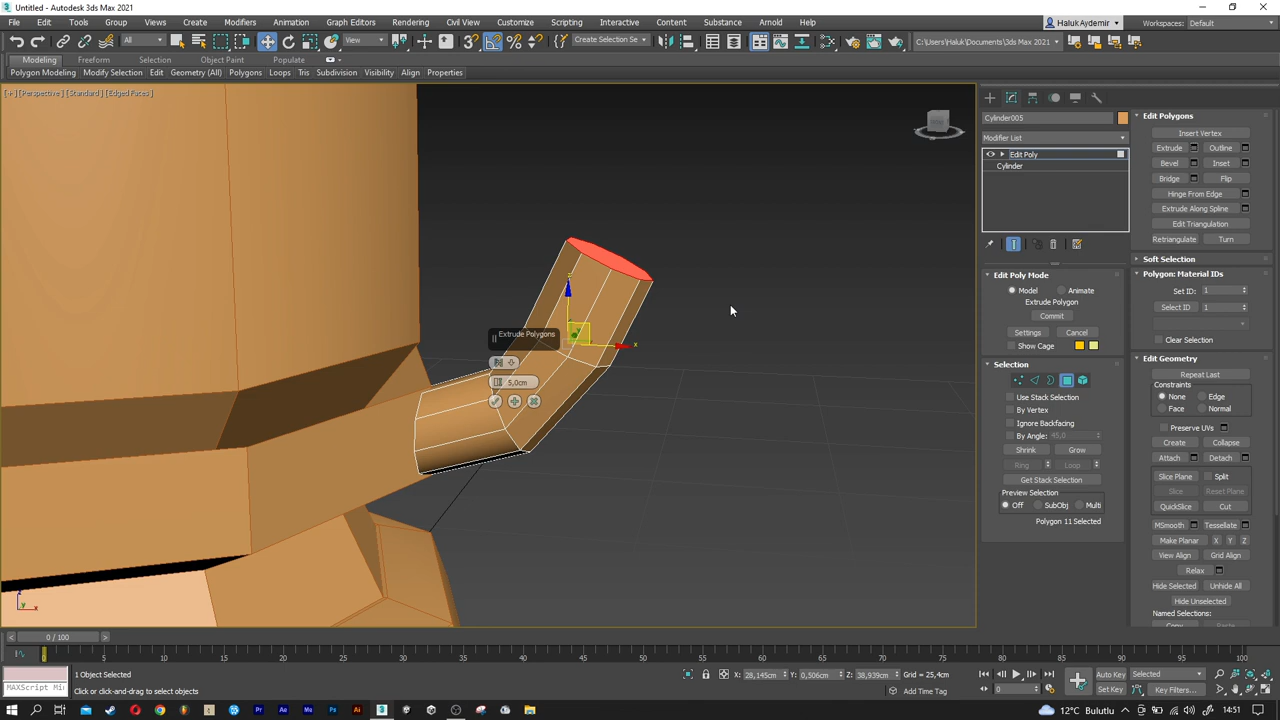 Untitled - Autodesk 3ds Max 2021
File Edit Tools Group Views Create Modifiers Animation Graph Editors Rendering Civil View Customize Scripting Interactive Content Substance Arnold Help
Haluk Aydemir
Workspaces: Default
All View Create Selection Se C:\Users\Haluk\Documents\3ds Max 2021
Modeling Freeform Selection Object Paint Populate
Polygon Modeling Modify Selection Edit Geometry (All) Polygons Loops Tris Subdivision Visibility Align Properties
[+] [Perspective] [Standard] [Edged Faces]
Extrude Polygons
5,0cm
z
x
z
y x
Cylinder005
Modifier List
Edit Poly
Cylinder
Edit Poly Mode
Model Animate
Extrude Polygon
Commit
Settings Cancel
Show Cage
Selection
Use Stack Selection
By Vertex
Ignore Backfacing
By Angle: 45,0
Shrink Grow
Ring Loop
Get Stack Selection
Preview Selection
Off SubObj Multi
Polygon 11 Selected
Edit Polygons
Insert Vertex
Extrude Outline
Bevel Inset
Bridge Flip
Hinge From Edge
Extrude Along Spline
Edit Triangulation
Retriangulate Turn
Soft Selection
Polygon: Material IDs
Set ID: 1
Select ID 1
Clear Selection
Edit Geometry
Repeat Last
Constraints
None Edge
Face Normal
Preserve UVs
Create Collapse
Attach Detach
Slice Plane Split
Slice Reset Plane
QuickSlice Cut
MSmooth Tessellate
Make Planar X Y Z
View Align Grid Align
Relax
Hide Selected Unhide All
Hide Unselected
Named Selections:
Copy Paste
0 / 100
0 5 10 15 20 25 30 35 40 45 50 55 60 65 70 75 80 85 90 95 100
MAXScript Mi
1 Object Selected
Click or click-and-drag to select objects
X: 28,145cm Y: 0,506cm Z: 38,939cm Grid = 25,4cm
Add Time Tag
0
Auto Key Selected
Set Key Key Filters...
12°C Bulutlu 14:51